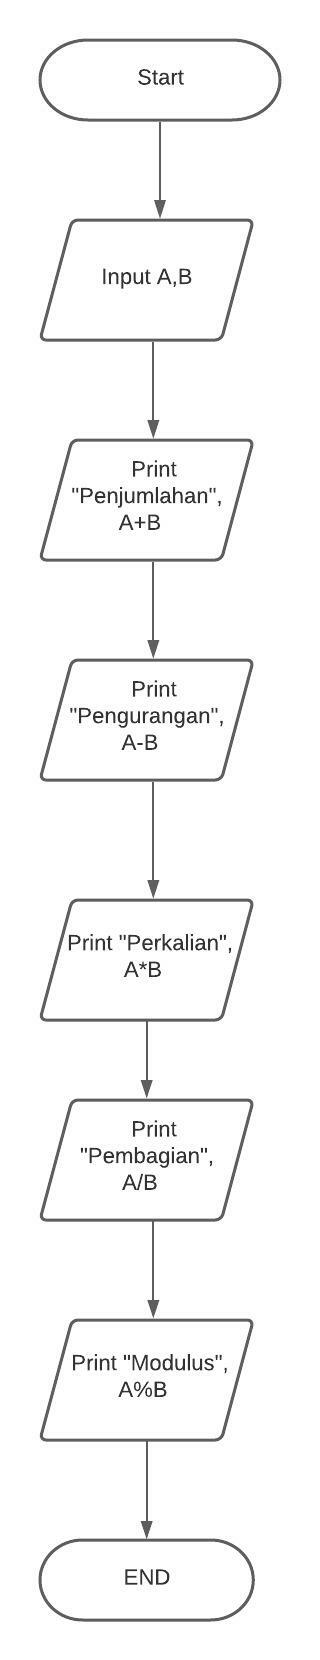 Start
Input A,B
Print
"Penjumlahan",
A+B
Print
"Pengurangan",
A-B
Print "Perkalian",
A*B
Print
"Pembagian",
A/B
Print "Modulus",
A%B
END